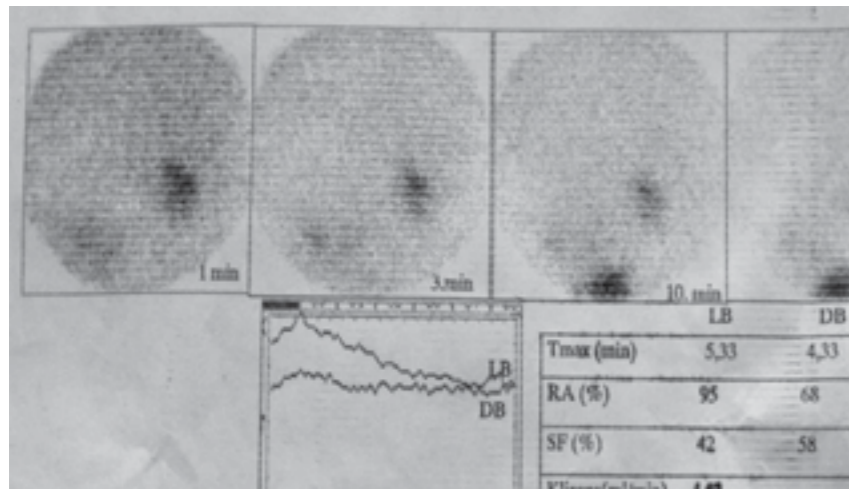 1 min
3.min
10. min
LB
DB
LB DB
Tmax (min) 5,33 4,33
RA (%) 95 68
SF (%) 42 58